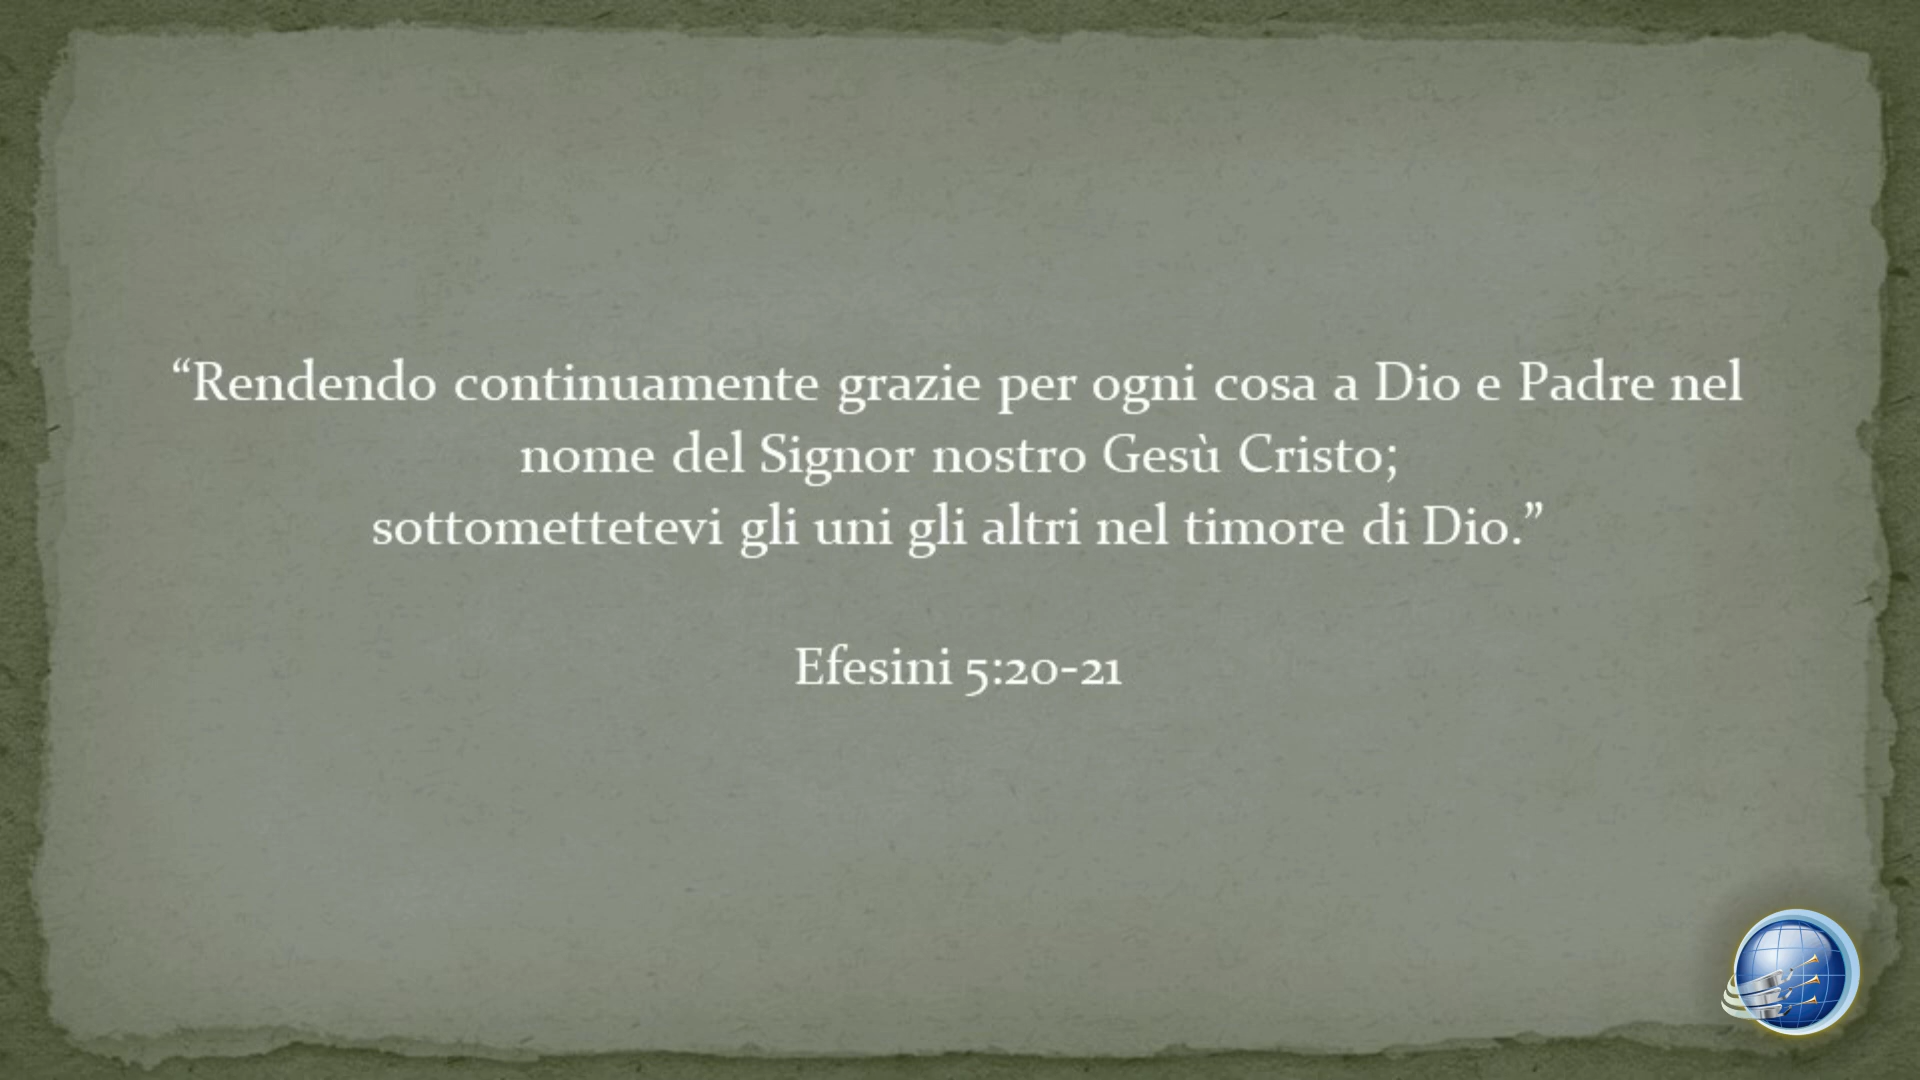 “Rendendo continuamente grazie per ogni cosa a Dio e Padre nel
nome del Signor nostro Gesù Cristo;
sottomettetevi gli uni gli altri nel timore di Dio.”
Efesini 5:20-21